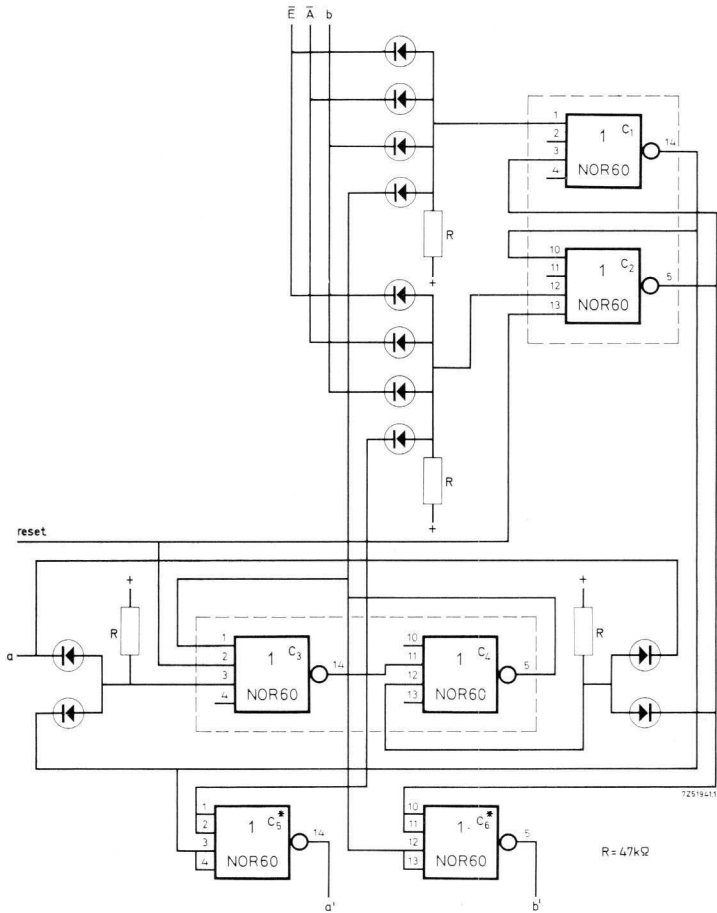 E̅ A̅ b
1 2 3 4
1 C1
NOR60
14
R
+
10 11 12 13
1 C2
NOR60
5
R
+
reset
+
R
a
1 2 3 4
1 C3
NOR60
14
10 11 12 13
1 C4
NOR60
5
+
R
7Z51941.1
1 2 3 4
1 C5*
NOR60
14
a'
10 11 12 13
1. C6*
NOR60
5
b'
R=47kΩ